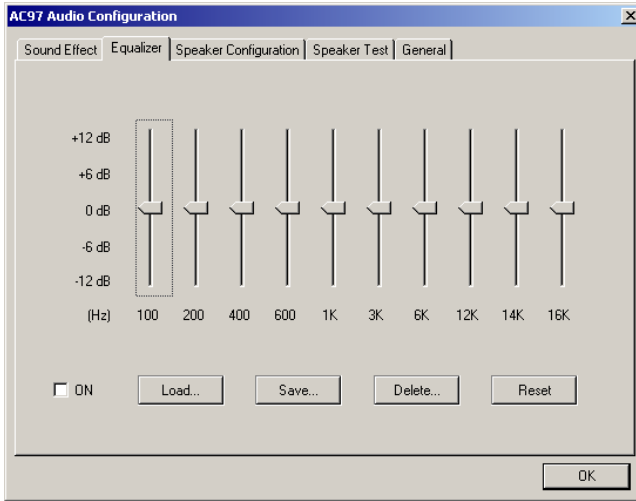 AC97 Audio Configuration
Sound Effect Equalizer Speaker Configuration Speaker Test General
+12 dB
+6 dB
0 dB
-6 dB
-12 dB
(Hz) 100 200 400 600 1K 3K 6K 12K 14K 16K
ON Load... Save... Delete... Reset
OK